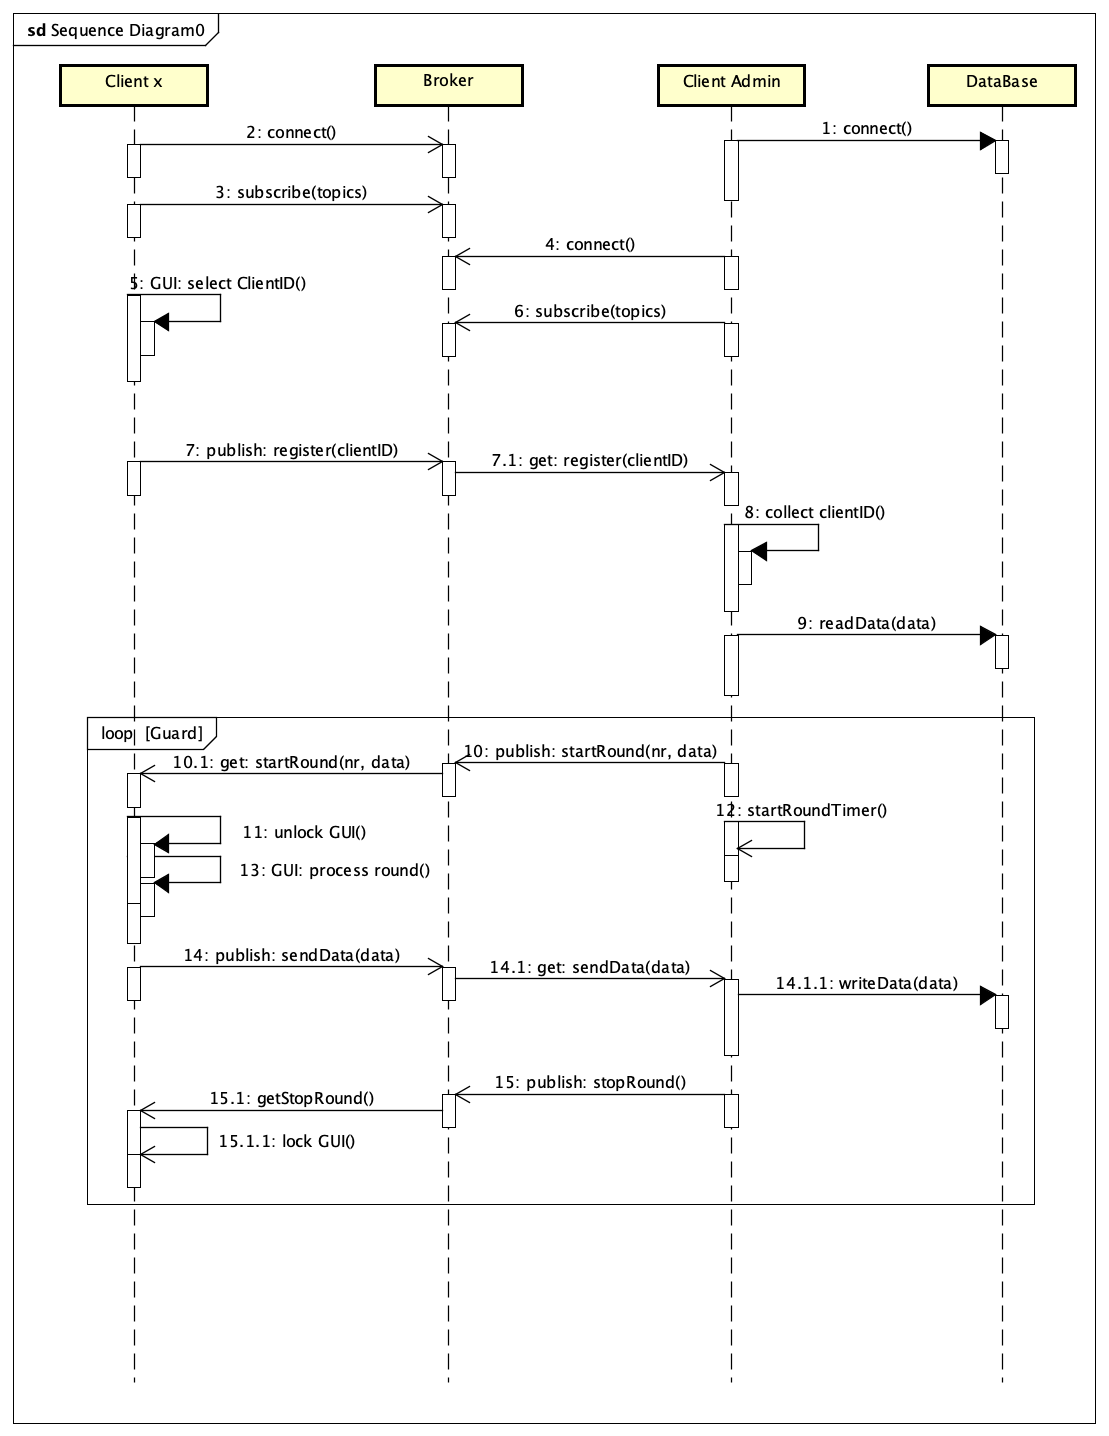 sd Sequence Diagram0
Client x
Broker
Client Admin
DataBase
1: connect()
2: connect()
3: subscribe(topics)
4: connect()
5: GUI: select ClientID()
6: subscribe(topics)
7: publish: register(clientID)
7.1: get: register(clientID)
8: collect clientID()
9: readData(data)
loop [Guard]
10: publish: startRound(nr, data)
10.1: get: startRound(nr, data)
12: startRoundTimer()
11: unlock GUI()
13: GUI: process round()
14: publish: sendData(data)
14.1: get: sendData(data)
14.1.1: writeData(data)
15: publish: stopRound()
15.1: getStopRound()
15.1.1: lock GUI()